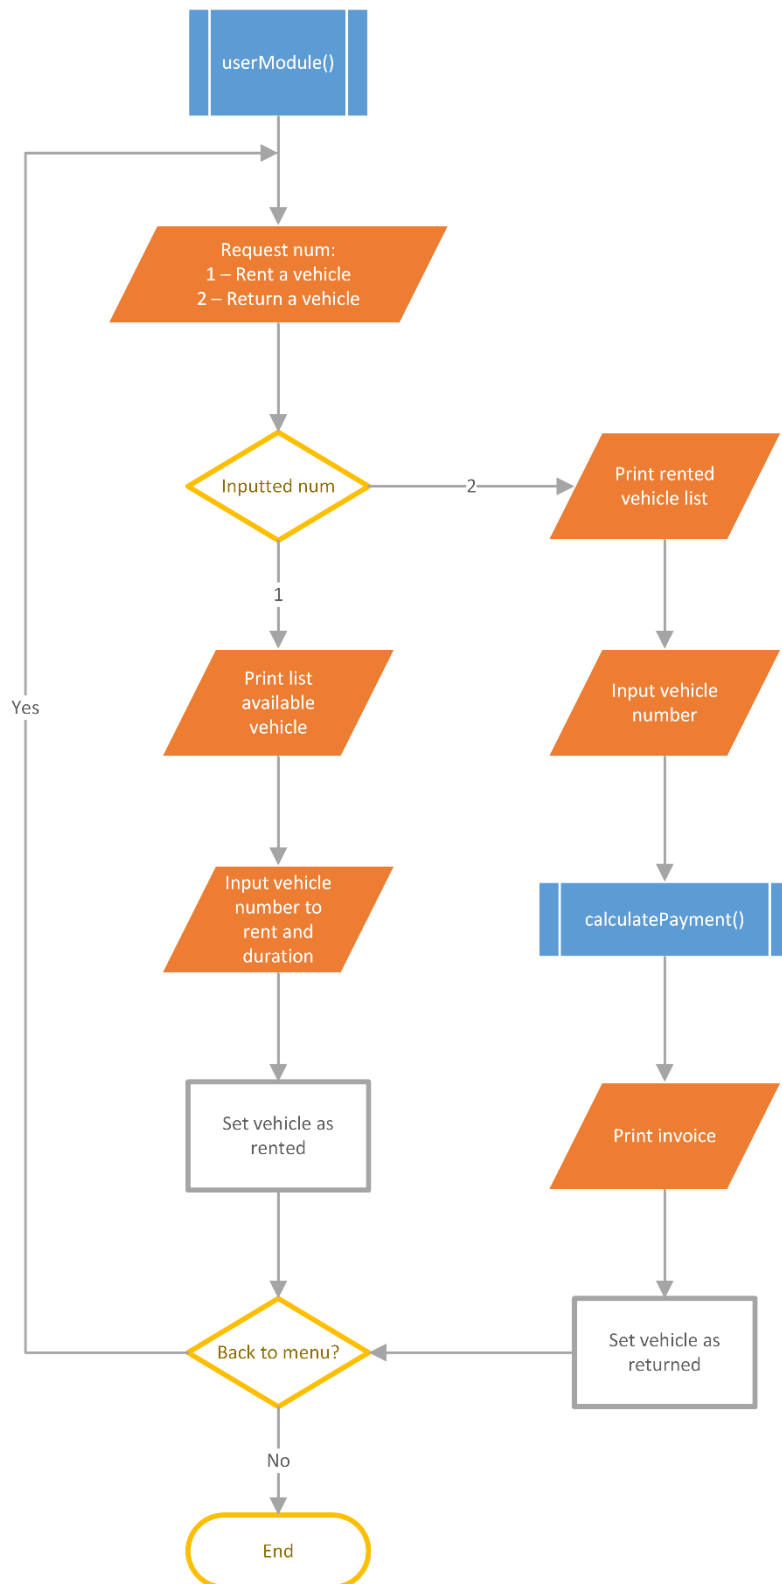 userModule()
Request num:
1 – Rent a vehicle
2 – Return a vehicle
Inputted num
2
Print rented
vehicle list
1
Print list
available
vehicle
Input vehicle
number
Yes
Input vehicle
number to
rent and
duration
calculatePayment()
Set vehicle as
rented
Print invoice
Back to menu?
Set vehicle as
returned
No
End